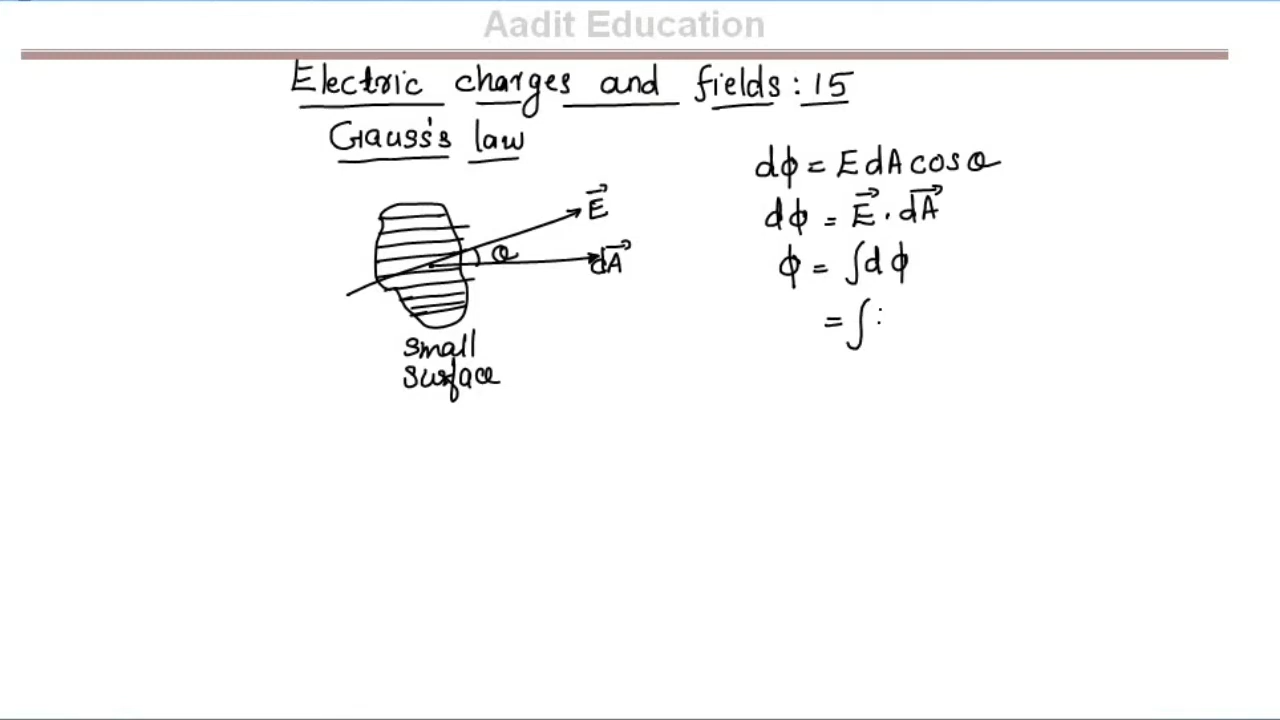 Aadit Education
Electric charges and fields : 15
Gauss's law
dϕ = E dA cos θ
dϕ = E⃗ · dA⃗
ϕ = ∫dϕ
= ∫
E⃗
θ
dA⃗
small
surface